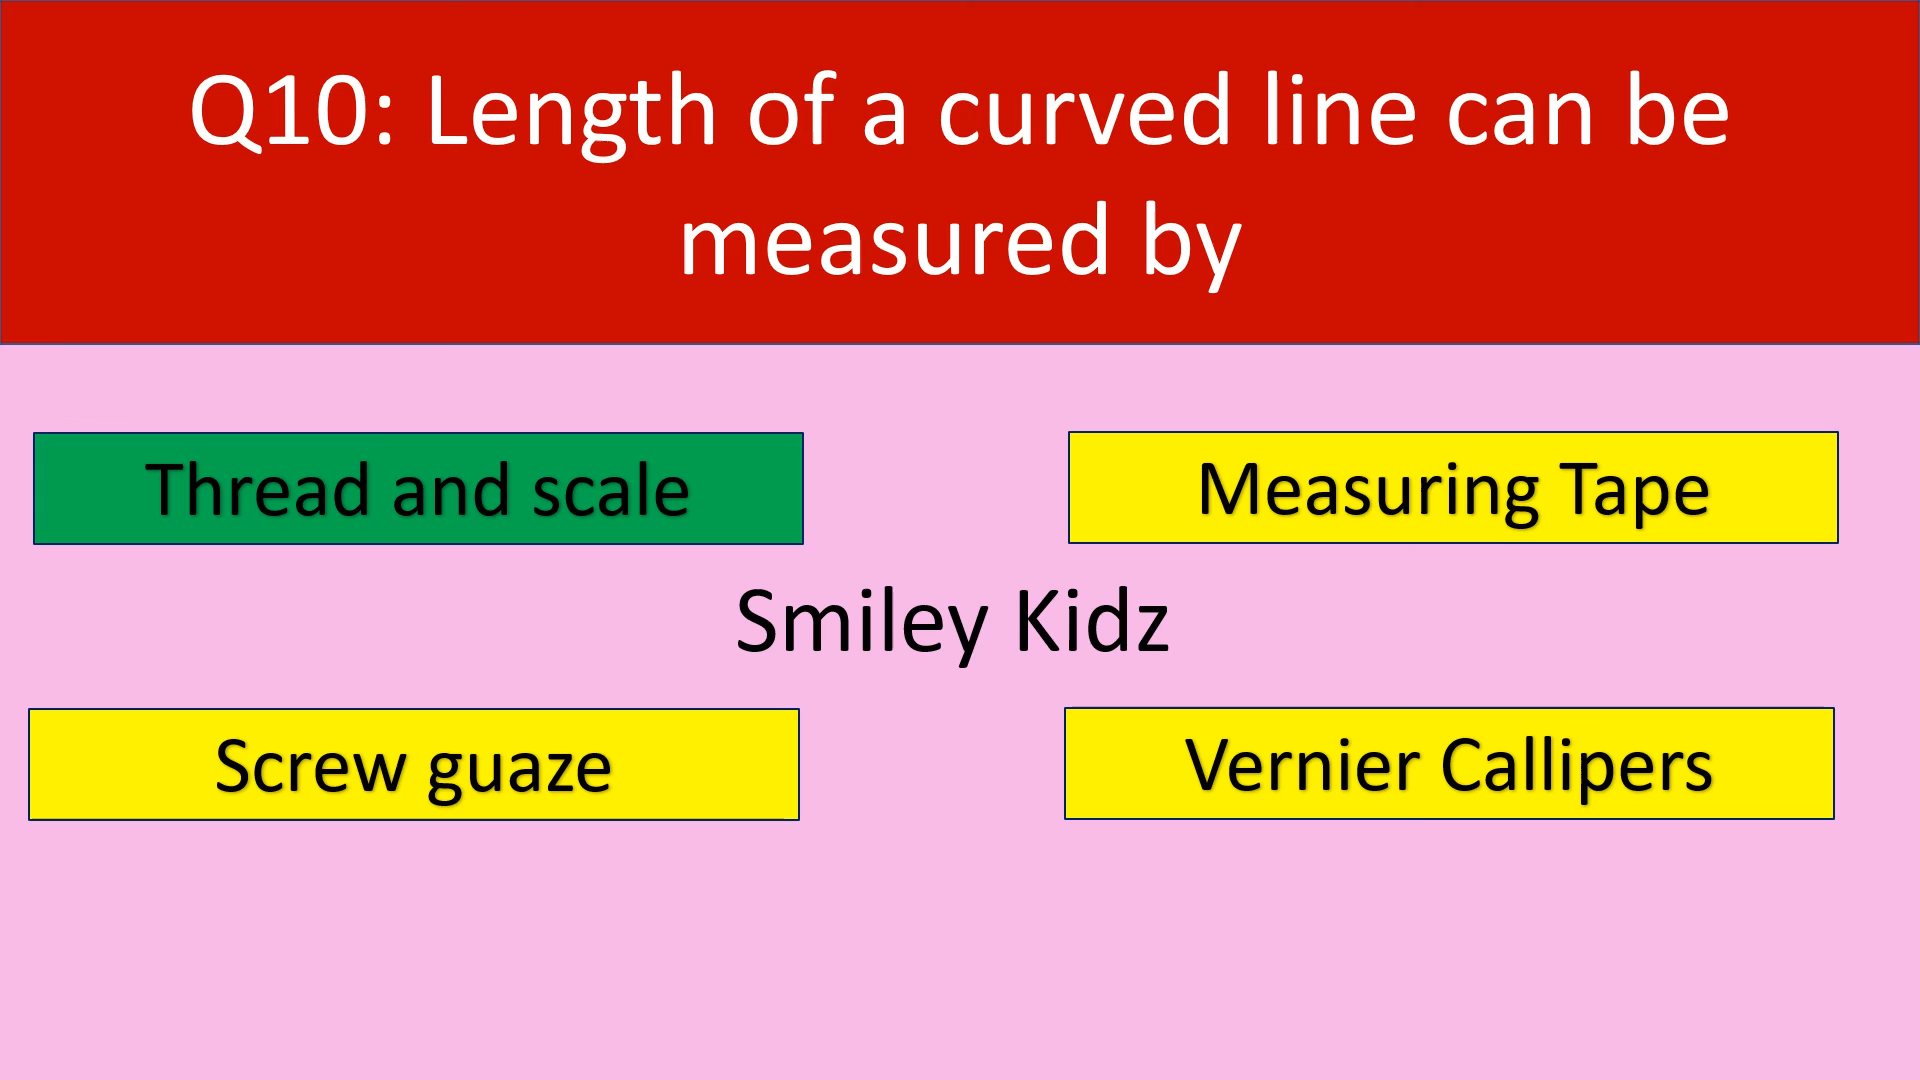 Q10: Length of a curved line can be
measured by
Thread and scale
Measuring Tape
Smiley Kidz
Screw guaze
Vernier Callipers